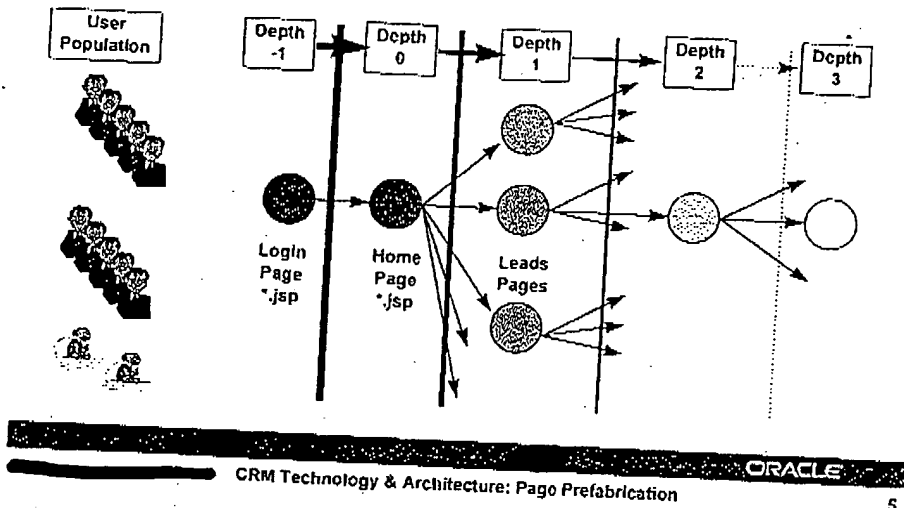 User
Population
Depth
-1
Depth
0
Depth
1
Depth
2
Depth
3
Login
Page
*.jsp
Home
Page
*.jsp
Leads
Pages
ORACLE
CRM Technology & Architecture: Page Prefabrication
5